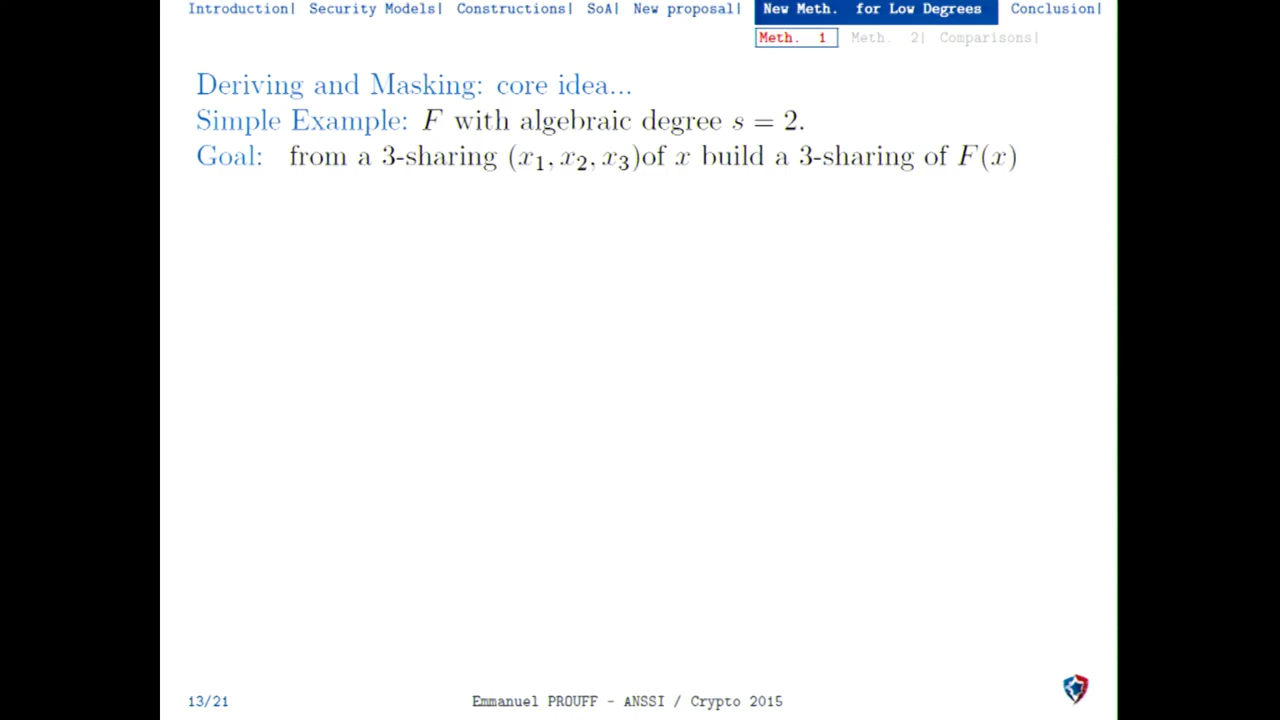 Introduction| Security Models| Constructions| SoA| New proposal| New Meth. for Low Degrees Conclusion|
Meth. 1 Meth. 2| Comparisons|
Deriving and Masking: core idea...
Simple Example: F with algebraic degree s = 2.
Goal: from a 3-sharing (x₁, x₂, x₃)of x build a 3-sharing of F(x)
13/21 Emmanuel PROUFF - ANSSI / Crypto 2015